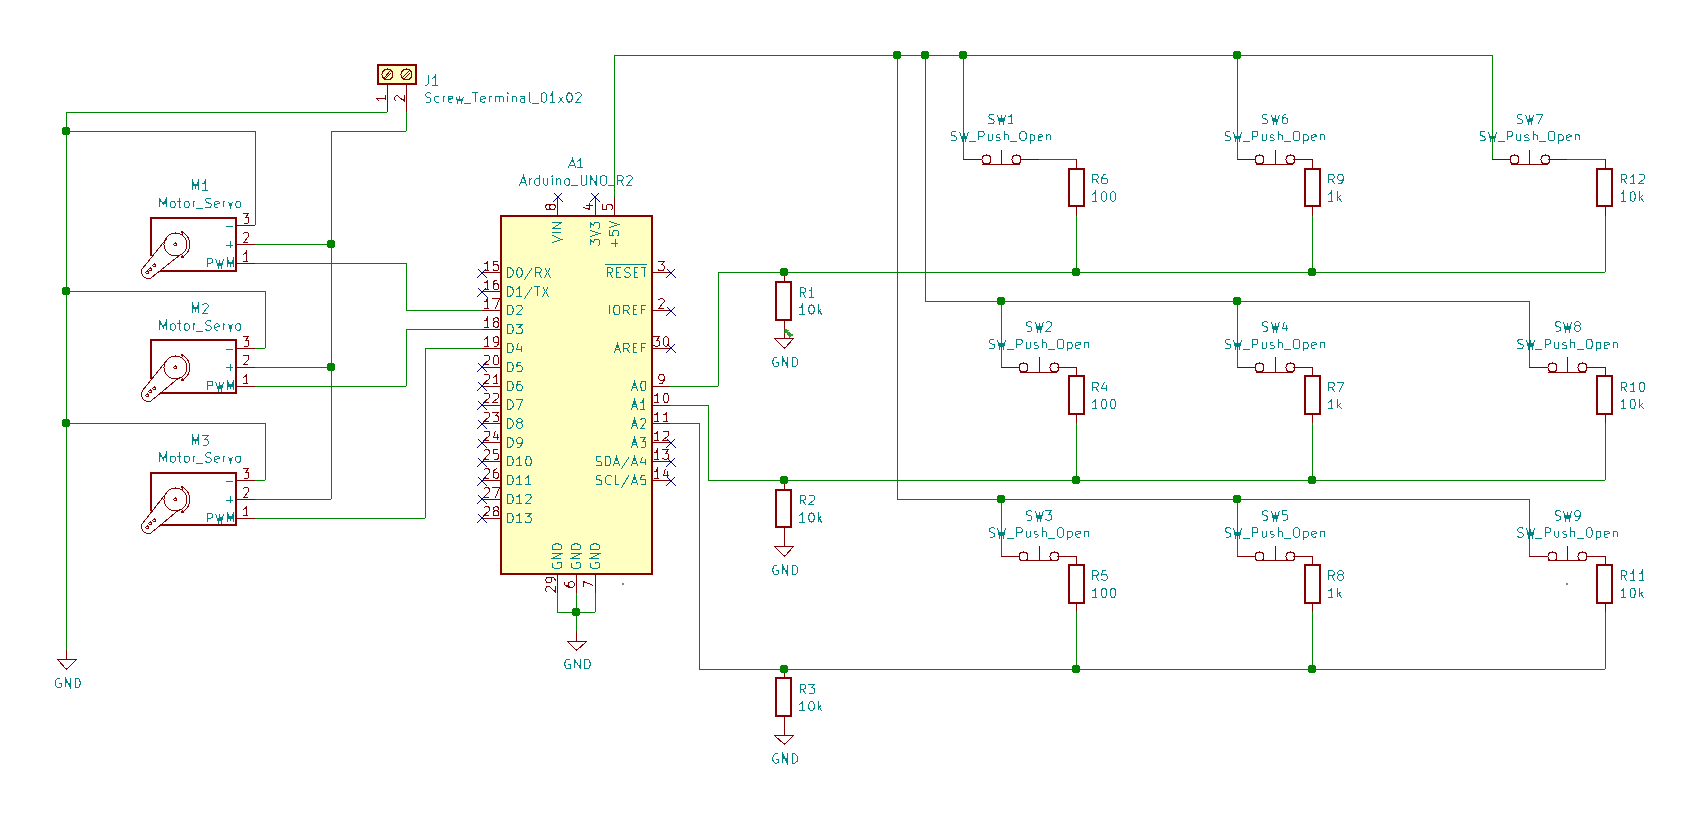 J1
Screw_Terminal_01x02
1
2
M1
Motor_Servo
3
-
2
+
1
PWM
M2
Motor_Servo
3
-
2
+
1
PWM
M3
Motor_Servo
3
-
2
+
1
PWM
GND
A1
Arduino_UNO_R2
8
4
5
VIN
3V3
+5V
15 D0/RX
16 D1/TX
17 D2
18 D3
19 D4
20 D5
21 D6
22 D7
23 D8
24 D9
25 D10
26 D11
27 D12
28 D13
RESET 3
IOREF 2
AREF 30
A0 9
A1 10
A2 11
A3 12
SDA/A4 13
SCL/A5 14
GND
GND
GND
29
6
7
GND
R1
10k
GND
R2
10k
GND
R3
10k
GND
SW1
SW_Push_Open
R6
100
SW6
SW_Push_Open
R9
1k
SW7
SW_Push_Open
R12
10k
SW2
SW_Push_Open
R4
100
SW4
SW_Push_Open
R7
1k
SW8
SW_Push_Open
R10
10k
SW3
SW_Push_Open
R5
100
SW5
SW_Push_Open
R8
1k
SW9
SW_Push_Open
R11
10k